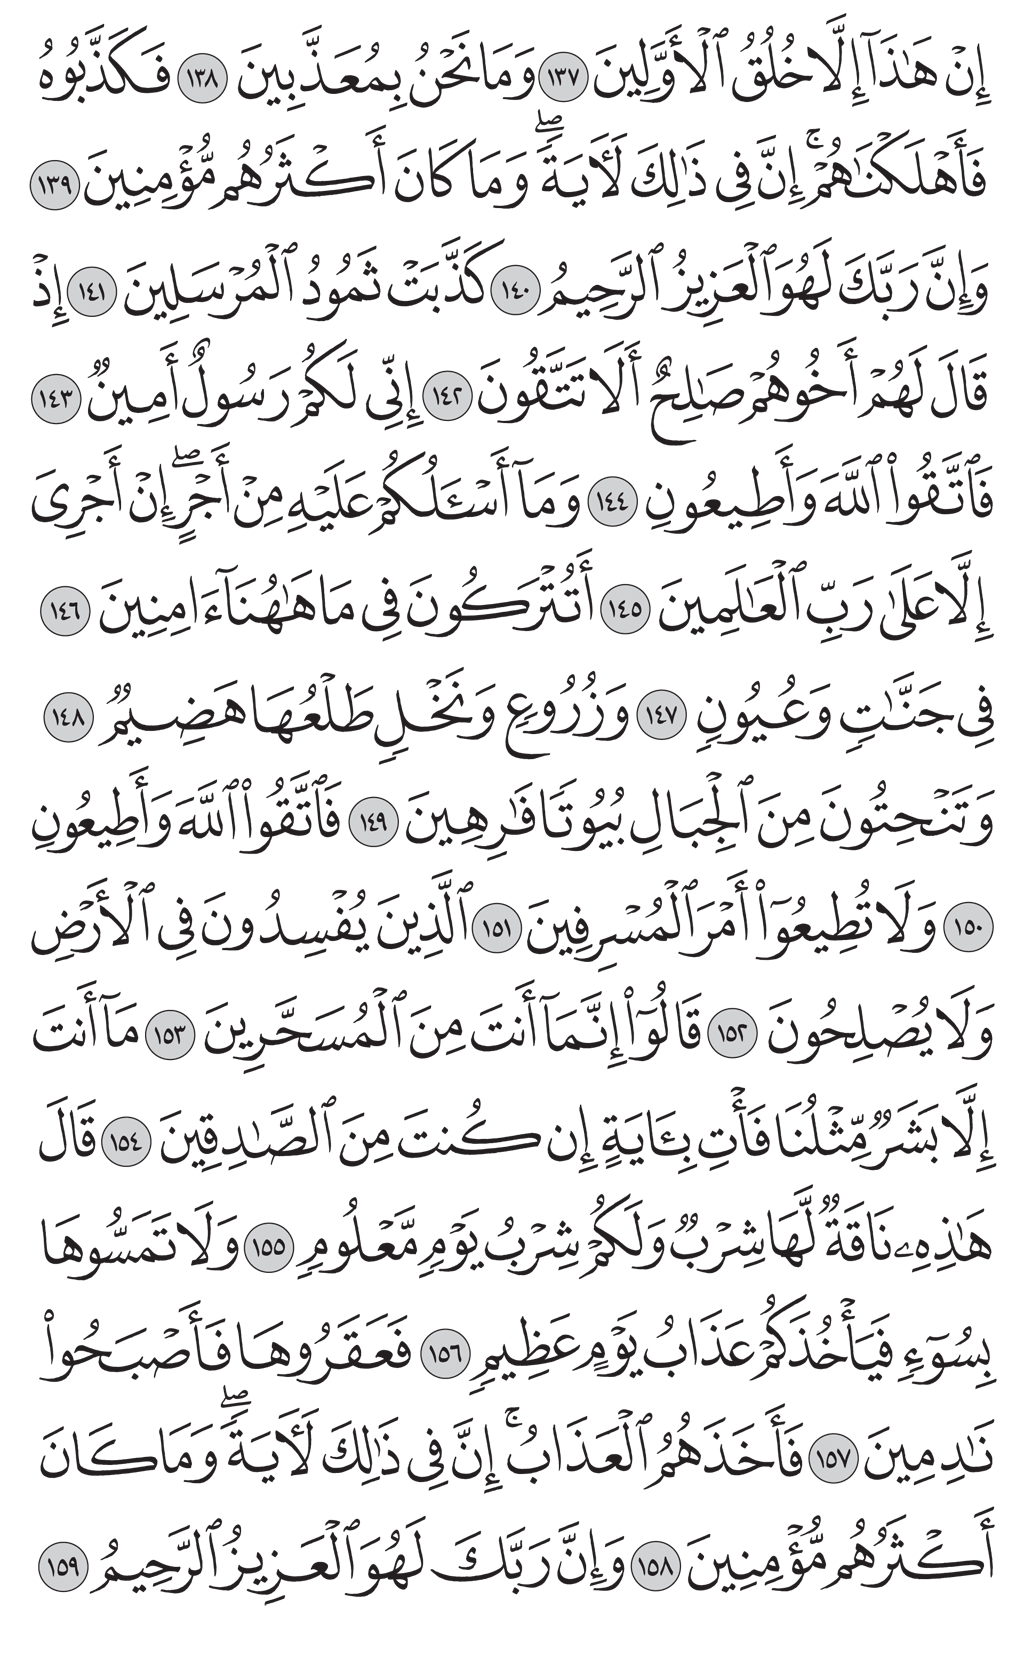 إِنْ هَٰذَآ إِلَّا خُلُقُ ٱلْأَوَّلِينَ ١٣٧ وَمَا نَحْنُ بِمُعَذَّبِينَ ١٣٨ فَكَذَّبُوهُ
فَأَهْلَكْنَٰهُمْ ۚ إِنَّ فِى ذَٰلِكَ لَـَٔايَةً ۖ وَمَا كَانَ أَكْثَرُهُم مُّؤْمِنِينَ ١٣٩
وَإِنَّ رَبَّكَ لَهُوَ ٱلْعَزِيزُ ٱلرَّحِيمُ ١٤٠ كَذَّبَتْ ثَمُودُ ٱلْمُرْسَلِينَ ١٤١ إِذْ
قَالَ لَهُمْ أَخُوهُمْ صَٰلِحٌ أَلَا تَتَّقُونَ ١٤٢ إِنِّى لَكُمْ رَسُولٌ أَمِينٌ ١٤٣
فَٱتَّقُوا۟ ٱللَّهَ وَأَطِيعُونِ ١٤٤ وَمَآ أَسْـَٔلُكُمْ عَلَيْهِ مِنْ أَجْرٍ ۖ إِنْ أَجْرِىَ
إِلَّا عَلَىٰ رَبِّ ٱلْعَٰلَمِينَ ١٤٥ أَتُتْرَكُونَ فِى مَا هَٰهُنَآ ءَامِنِينَ ١٤٦
فِى جَنَّٰتٍ وَعُيُونٍ ١٤٧ وَزُرُوعٍ وَنَخْلٍ طَلْعُهَا هَضِيمٌ ١٤٨
وَتَنْحِتُونَ مِنَ ٱلْجِبَالِ بُيُوتًا فَٰرِهِينَ ١٤٩ فَٱتَّقُوا۟ ٱللَّهَ وَأَطِيعُونِ
١٥٠ وَلَا تُطِيعُوٓا۟ أَمْرَ ٱلْمُسْرِفِينَ ١٥١ ٱلَّذِينَ يُفْسِدُونَ فِى ٱلْأَرْضِ
وَلَا يُصْلِحُونَ ١٥٢ قَالُوٓا۟ إِنَّمَآ أَنتَ مِنَ ٱلْمُسَحَّرِينَ ١٥٣ مَآ أَنتَ
إِلَّا بَشَرٌ مِّثْلُنَا فَأْتِ بِـَٔايَةٍ إِن كُنتَ مِنَ ٱلصَّٰدِقِينَ ١٥٤ قَالَ
هَٰذِهِۦ نَاقَةٌ لَّهَا شِرْبٌ وَلَكُمْ شِرْبُ يَوْمٍ مَّعْلُومٍ ١٥٥ وَلَا تَمَسُّوهَا
بِسُوٓءٍ فَيَأْخُذَكُمْ عَذَابُ يَوْمٍ عَظِيمٍ ١٥٦ فَعَقَرُوهَا فَأَصْبَحُوا۟
نَٰدِمِينَ ١٥٧ فَأَخَذَهُمُ ٱلْعَذَابُ ۚ إِنَّ فِى ذَٰلِكَ لَـَٔايَةً ۖ وَمَا كَانَ
أَكْثَرُهُم مُّؤْمِنِينَ ١٥٨ وَإِنَّ رَبَّكَ لَهُوَ ٱلْعَزِيزُ ٱلرَّحِيمُ ١٥٩